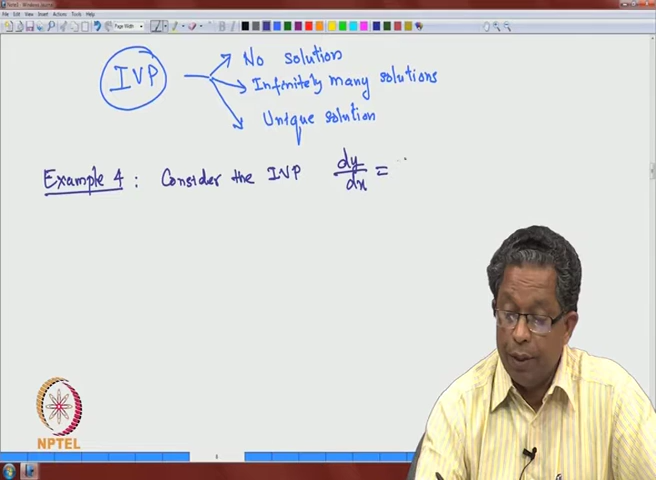 IVP
No solution
Infinitely many solutions
Unique solution
Example 4 : Consider the IVP dy/dx =
NPTEL